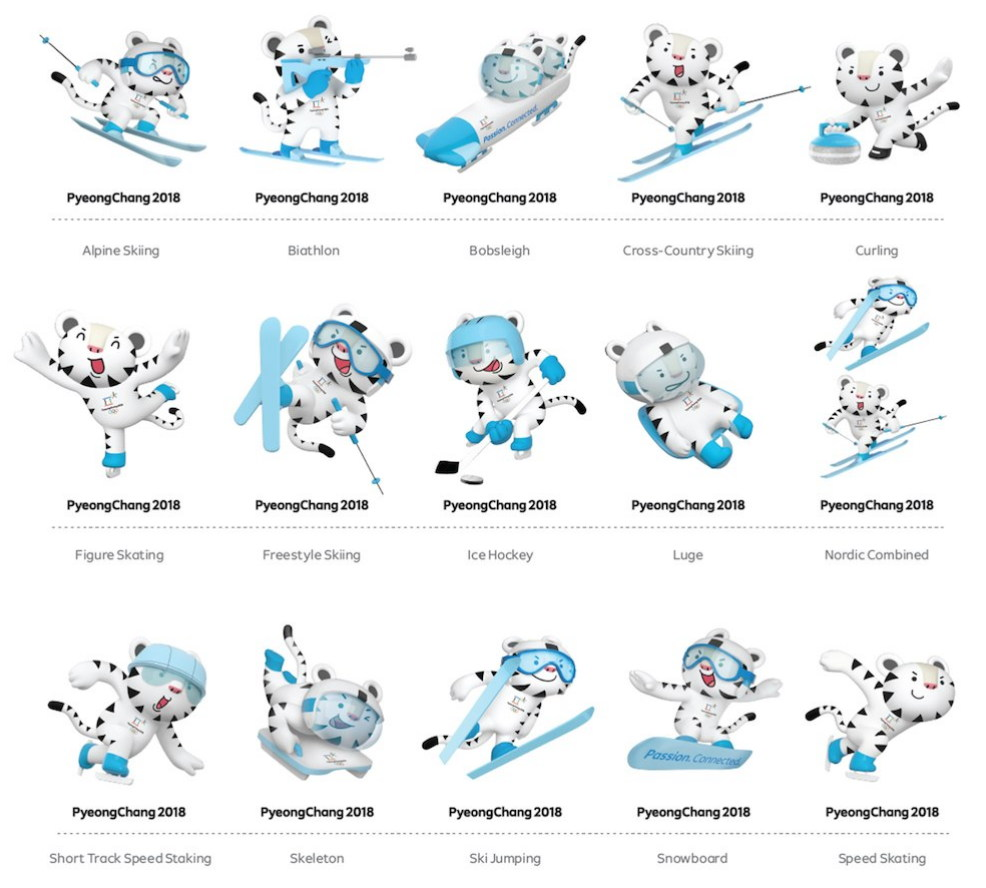 Passion. Connected.
PyeongChang 2018 PyeongChang 2018 PyeongChang 2018 PyeongChang 2018 PyeongChang 2018
Alpine Skiing Biathlon Bobsleigh Cross-Country Skiing Curling
PyeongChang 2018 PyeongChang 2018 PyeongChang 2018 PyeongChang 2018 PyeongChang 2018
Figure Skating Freestyle Skiing Ice Hockey Luge Nordic Combined
Passion. Connected.
PyeongChang 2018 PyeongChang 2018 PyeongChang 2018 PyeongChang 2018 PyeongChang 2018
Short Track Speed Staking Skeleton Ski Jumping Snowboard Speed Skating